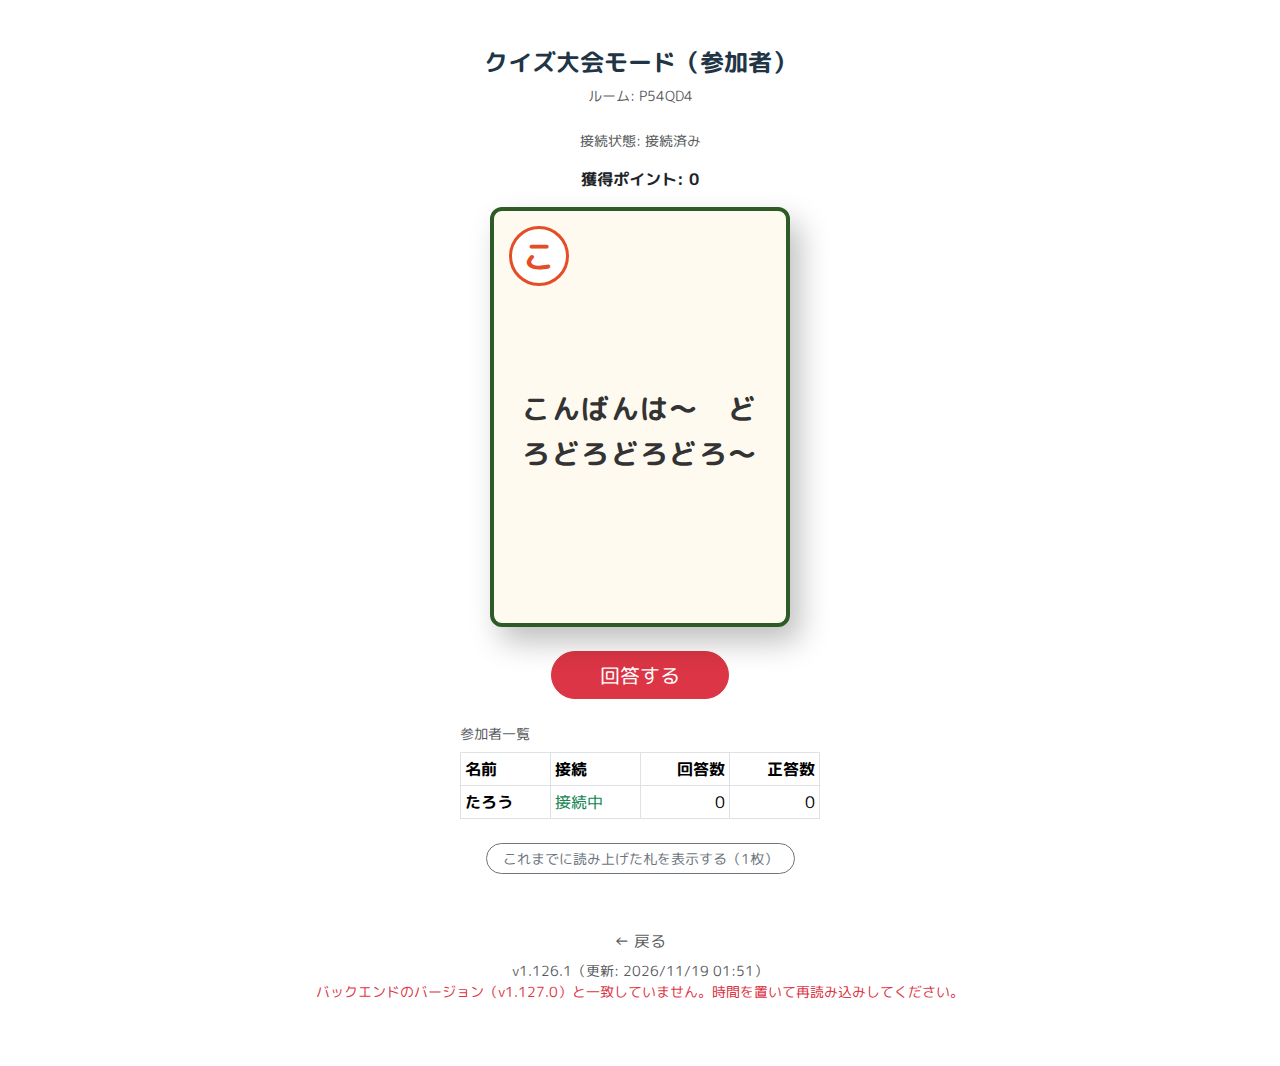 クイズ大会モード（参加者）
ルーム: P54QD4
接続状態: 接続済み
獲得ポイント: 0
こ
こんばんは〜　ど
ろどろどろどろ〜
回答する
参加者一覧
名前 接続 回答数 正答数
たろう 接続中 0 0
これまでに読み上げた札を表示する（1枚）
← 戻る
v1.126.1（更新: 2026/11/19 01:51）
バックエンドのバージョン（v1.127.0）と一致していません。時間を置いて再読み込みしてください。